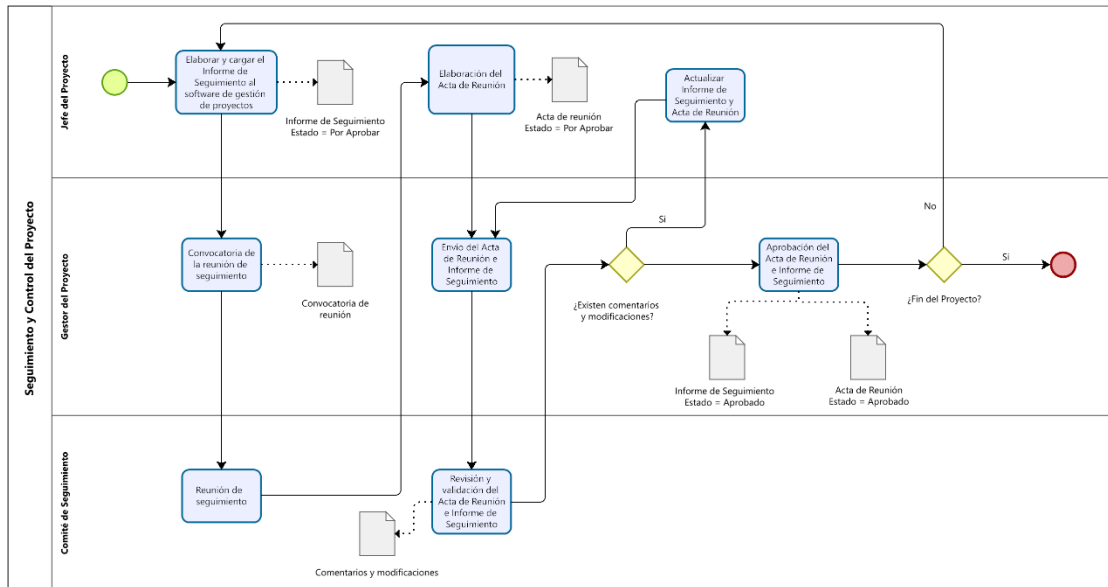 Seguimiento y Control del Proyecto
Jefe del Proyecto
Elaborar y cargar el
Informe de
Seguimiento al
software de gestión
de proyectos
Informe de Seguimiento
Estado = Por Aprobar
Elaboración del
Acta de Reunión
Acta de reunión
Estado = Por Aprobar
Actualizar
Informe de
Seguimiento y
Acta de Reunión
Gestor del Proyecto
Convocatoria de
la reunión de
seguimiento
Convocatoria de
reunión
Envio del Acta
de Reunión e
Informe de
Seguimiento
Si
¿Existen comentarios
y modificaciones?
Aprobación del
Acta de Reunión
e Informe de
Seguimiento
Informe de Seguimiento
Estado = Aprobado
Acta de Reunión
Estado = Aprobado
No
¿Fin del Proyecto?
Si
Comité de Seguimiento
Reunión de
seguimiento
Revisión y
validación del
Acta de Reunión
e Informe de
Seguimiento
Comentarios y modificaciones